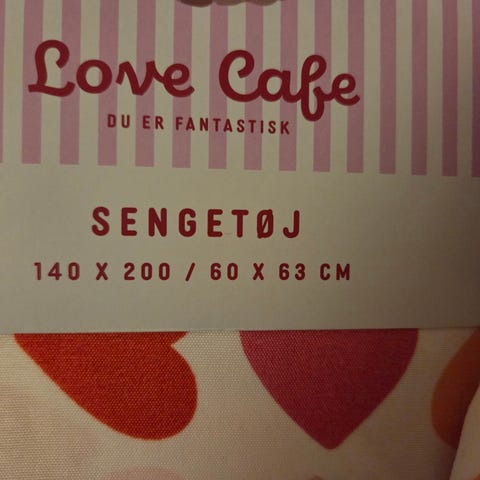 Love Cafe
DU ER FANTASTISK
SENGETØJ
140 X 200 / 60 X 63 CM